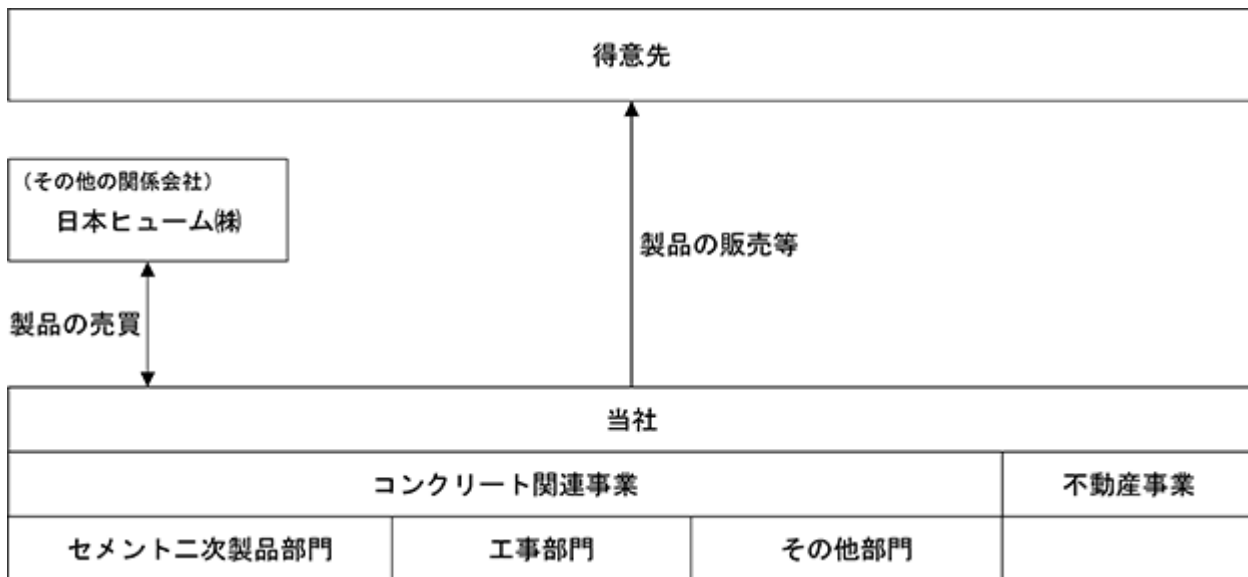 得意先
（その他の関係会社）
日本ヒューム㈱
製品の販売等
製品の売買
当社
コンクリート関連事業
不動産事業
セメント二次製品部門
工事部門
その他部門